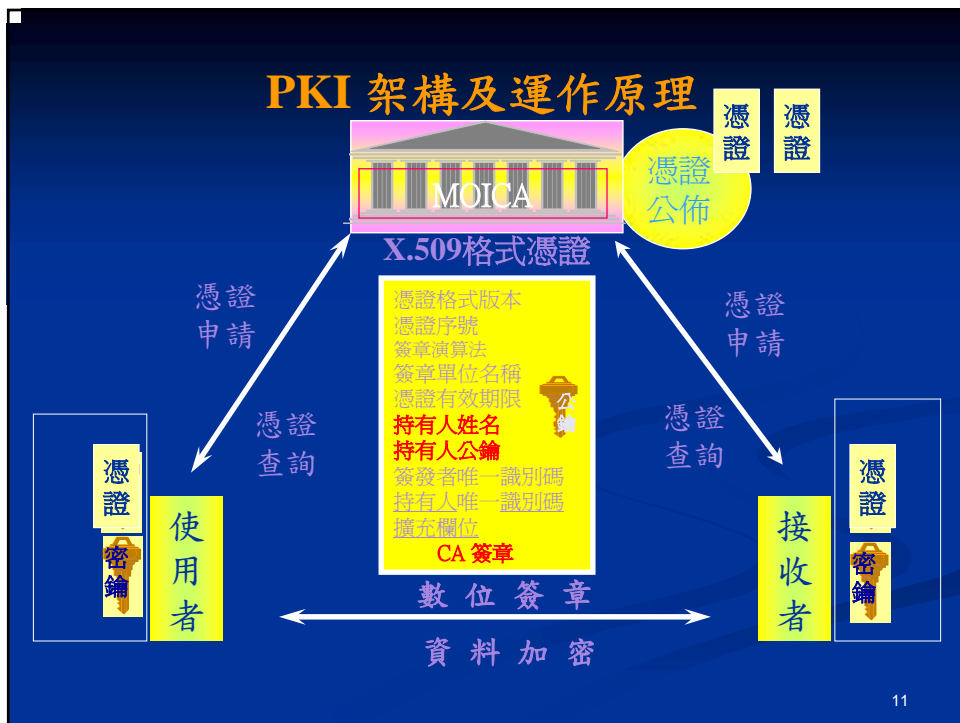 PKI 架構及運作原理
憑證
憑證
憑證
公佈
MOICA
X.509格式憑證
憑證
申請
憑證
查詢
憑證格式版本
憑證序號
簽章演算法
簽章單位名稱
憑證有效期限
持有人姓名
持有人公鑰
簽發者唯一識別碼
持有人唯一識別碼
擴充欄位
CA 簽章
公鑰
憑證
申請
憑證
查詢
憑證
密鑰
使用者
數位簽章
資料加密
接收者
憑證
密鑰
11